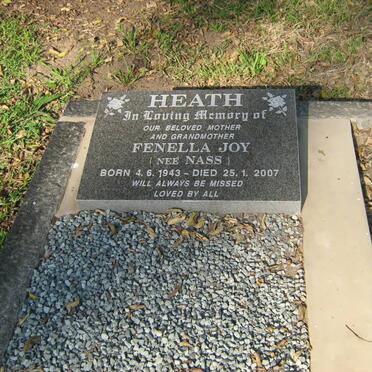 HEATH
In Loving Memory of
OUR BELOVED MOTHER
AND GRANDMOTHER
FENELLA JOY
( NEÉ NASS )
BORN 4. 6. 1943 - DIED 25. 1. 2007
WILL ALWAYS BE MISSED
LOVED BY ALL